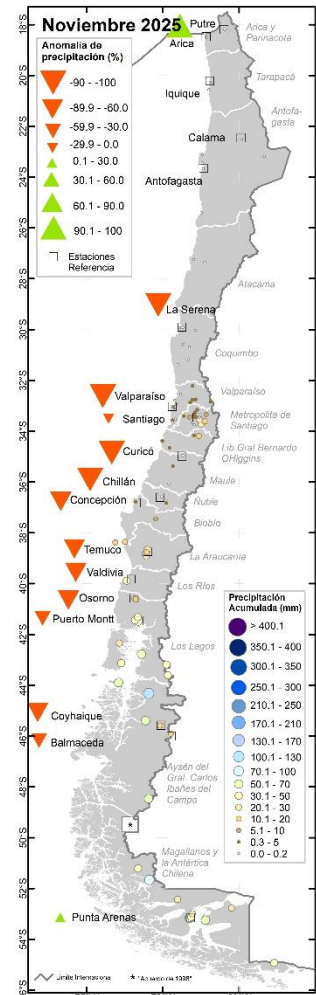 Noviembre 2025
Anomalía de
precipitación (%)
-90 - -100
-89.9 - -60.0
-59.9 - -30.0
-29.9 - 0.0
0.1 - 30.0
30.1 - 60.0
60.1 - 90.0
90.1 - 100
Estaciones
Referencia
18°S
20°S
22°S
24°S
26°S
28°S
30°S
32°S
34°S
36°S
38°S
40°S
42°S
44°S
46°S
48°S
50°S
52°S
54°S
Putre
Arica
Arica y
Parinacota
Tarapacá
Iquique
Antofa-
gasta
Calama
Antofagasta
Atacama
La Serena
Coquimbo
Valparaíso
Valparaíso
Santiago
Metropolita de
Santiago
Curicó
Lib Gral Bernardo
OHiggins
Maule
Chillán
Ñuble
Concepción
Biobío
Temuco
La Araucanía
Valdivia
Los Ríos
Osorno
Puerto Montt
Los Lagos
Coyhaique
Balmaceda
Aysén del
Gral. Carlos
Ibañes del
Campo
*
Magallanes y
la Antártica
Chilena
Punta Arenas
Precipitación
Acumulada (mm)
> 400.1
350.1 - 400
300.1 - 350
250.1 - 300
210.1 - 250
170.1 - 210
130.1 - 170
100.1 - 130
70.1 - 100
50.1 - 70
30.1 - 50
20.1 - 30
10.1 - 20
5.1 - 10
0.3 - 5
0.0 - 0.2
Límite Internacional
* "Acuerdo de 1998"